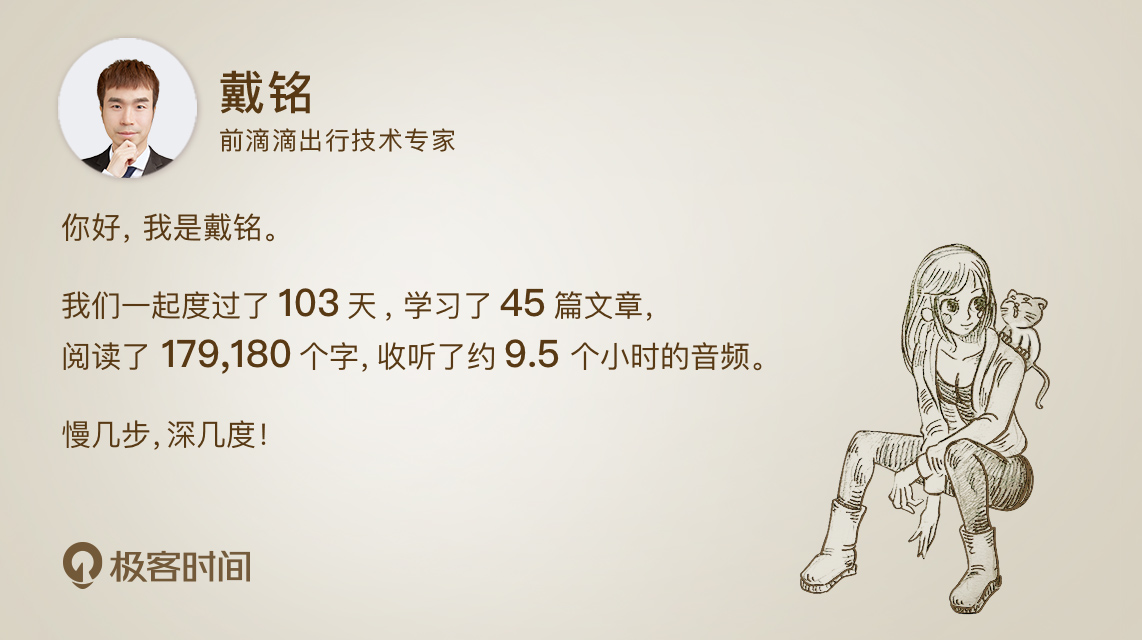 戴铭
前滴滴出行技术专家
你好，我是戴铭。
我们一起度过了 103 天，学习了 45 篇文章，
阅读了 179,180 个字，收听了约 9.5 个小时的音频。
慢几步，深几度！
极客时间